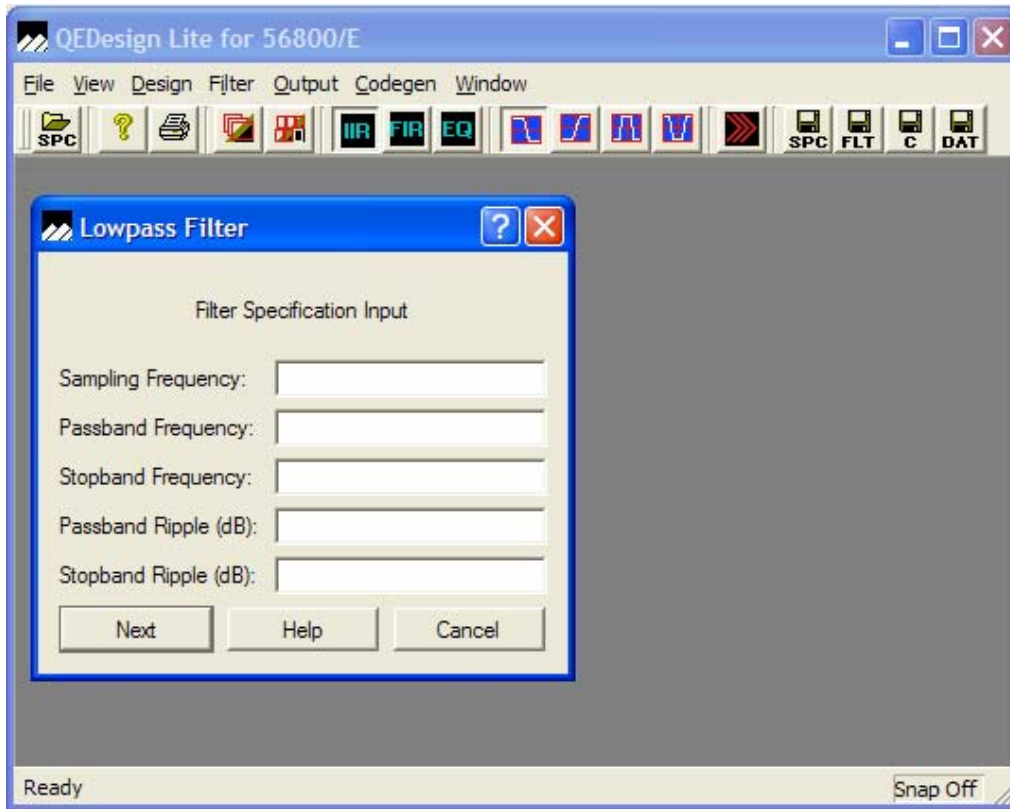 QEDesign Lite for 56800/E
File View Design Filter Output Codegen Window
SPC IIR FIR EQ SPC FLT C DAT
Lowpass Filter
Filter Specification Input
Sampling Frequency:
Passband Frequency:
Stopband Frequency:
Passband Ripple (dB):
Stopband Ripple (dB):
Next Help Cancel
Ready Snap Off